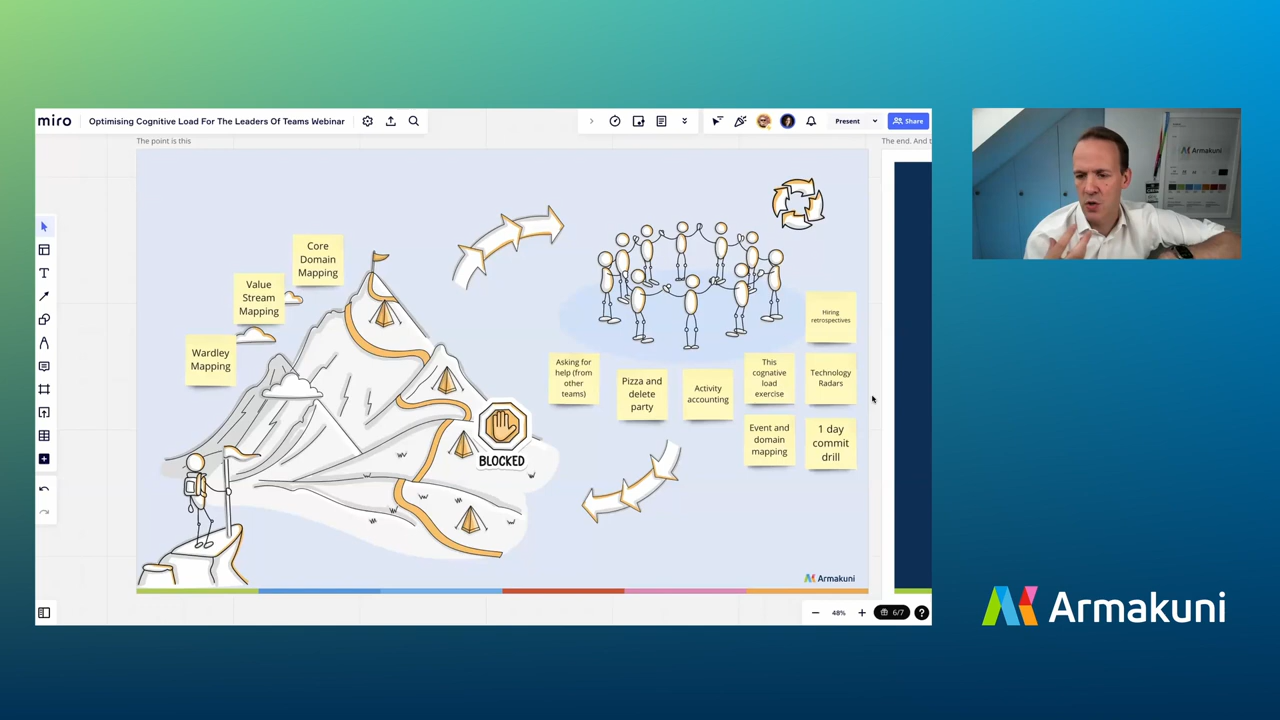 miro
Optimising Cognitive Load For The Leaders Of Teams Webinar
Present
Share
The point is this
The end. And t
Core
Domain
Mapping
Value
Stream
Mapping
Wardley
Mapping
BLOCKED
Hiring
retrospectives
Asking for
help (from
other
teams)
Pizza and
delete
party
Activity
accounting
This
cognative
load
exercise
Technology
Radars
Event and
domain
mapping
1 day
commit
drill
Armakuni
48%
6/7
Armakuni
Armakuni